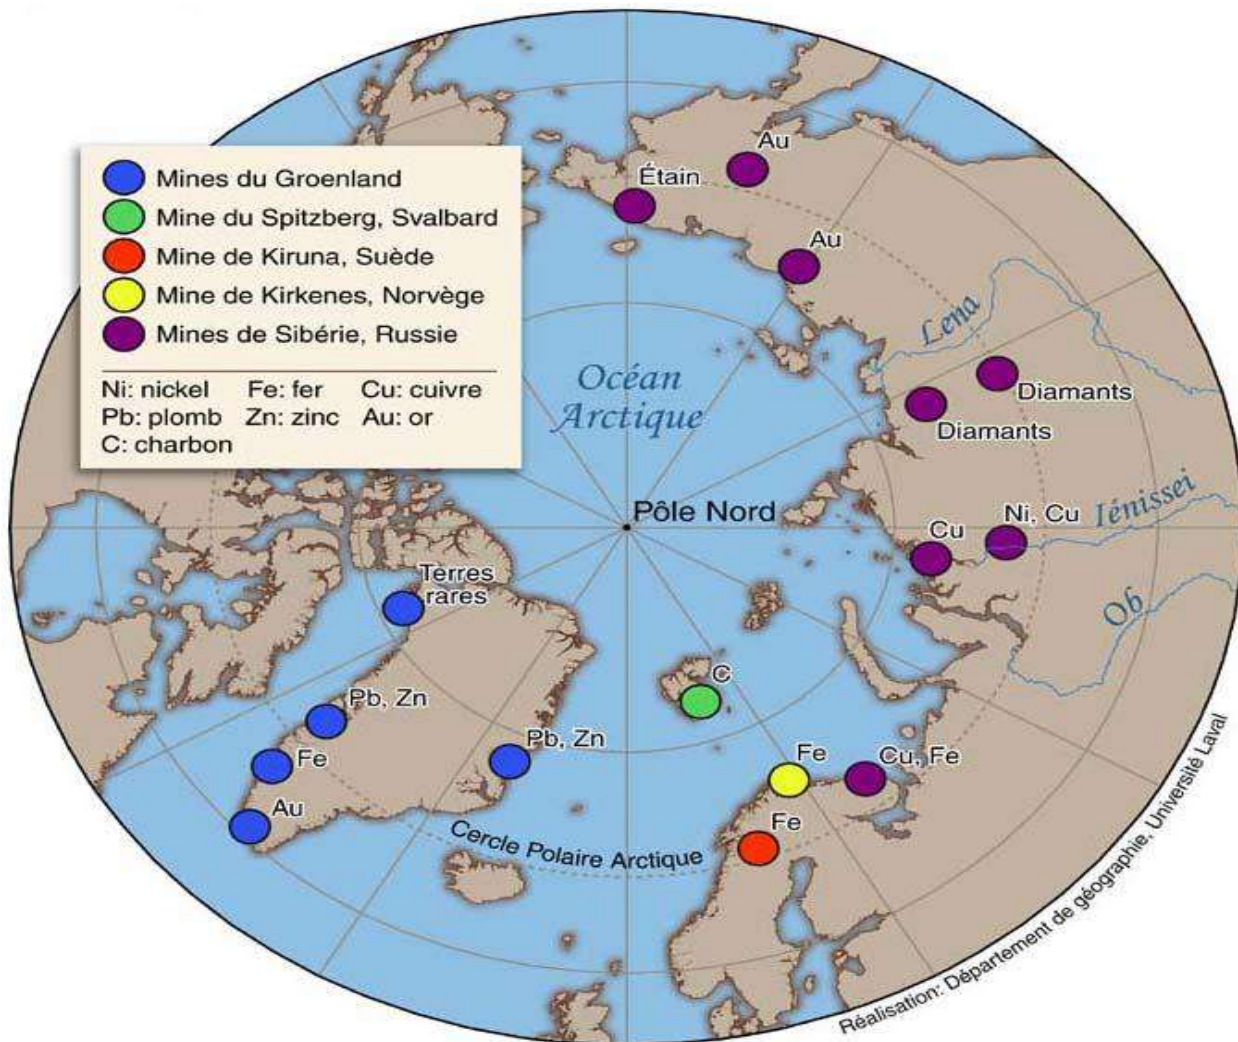 Mines du Groenland
Mine du Spitzberg, Svalbard
Mine de Kiruna, Suède
Mine de Kirkenes, Norvège
Mines de Sibérie, Russie
Ni: nickel Fe: fer Cu: cuivre
Pb: plomb Zn: zinc Au: or
C: charbon
Au
Étain
Au
Lena
Océan
Arctique
Diamants
Diamants
Pôle Nord
Cu
Ni, Cu
Iénissei
Ob
Terres
rares
C
Pb, Zn
Pb, Zn
Fe
Fe
Cu, Fe
Au
Fe
Cercle Polaire Arctique
Réalisation: Département de géographie, Université Laval